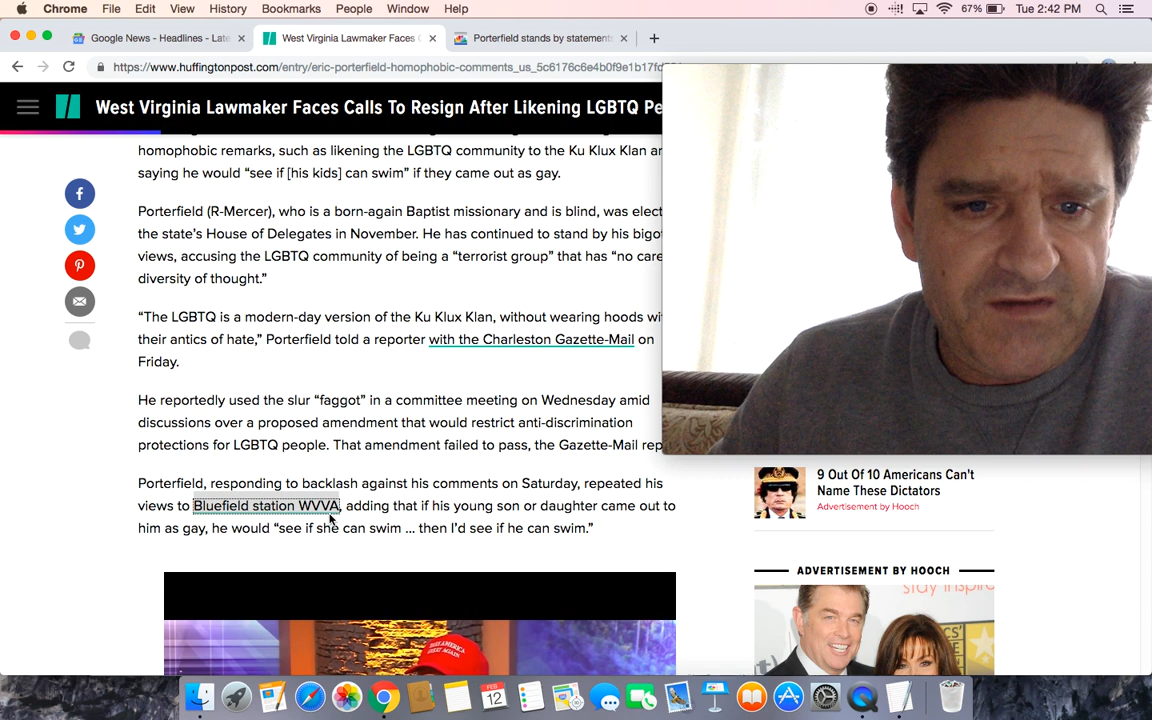 Chrome File Edit View History Bookmarks People Window Help
67% Tue 2:42 PM
Google News - Headlines - Late
West Virginia Lawmaker Faces C
Porterfield stands by statement
https://www.huffingtonpost.com/entry/eric-porterfield-homophobic-comments_us_5c6176c6e4b0f9e1b17fd
West Virginia Lawmaker Faces Calls To Resign After Likening LGBTQ Pe
homophobic remarks, such as likening the LGBTQ community to the Ku Klux Klan an
saying he would “see if [his kids] can swim” if they came out as gay.
Porterfield (R-Mercer), who is a born-again Baptist missionary and is blind, was elect
the state’s House of Delegates in November. He has continued to stand by his bigo
views, accusing the LGBTQ community of being a “terrorist group” that has “no care
diversity of thought.”
“The LGBTQ is a modern-day version of the Ku Klux Klan, without wearing hoods wi
their antics of hate,” Porterfield told a reporter with the Charleston Gazette-Mail on
Friday.
He reportedly used the slur “faggot” in a committee meeting on Wednesday amid
discussions over a proposed amendment that would restrict anti-discrimination
protections for LGBTQ people. That amendment failed to pass, the Gazette-Mail rep
Porterfield, responding to backlash against his comments on Saturday, repeated his
views to Bluefield station WVVA, adding that if his young son or daughter came out to
him as gay, he would “see if she can swim ... then I’d see if he can swim.”
MAKE AMERICA
GREAT AGAIN
9 Out Of 10 Americans Can't
Name These Dictators
Advertisement by Hooch
ADVERTISEMENT BY HOOCH
stay inspire
FEB
12